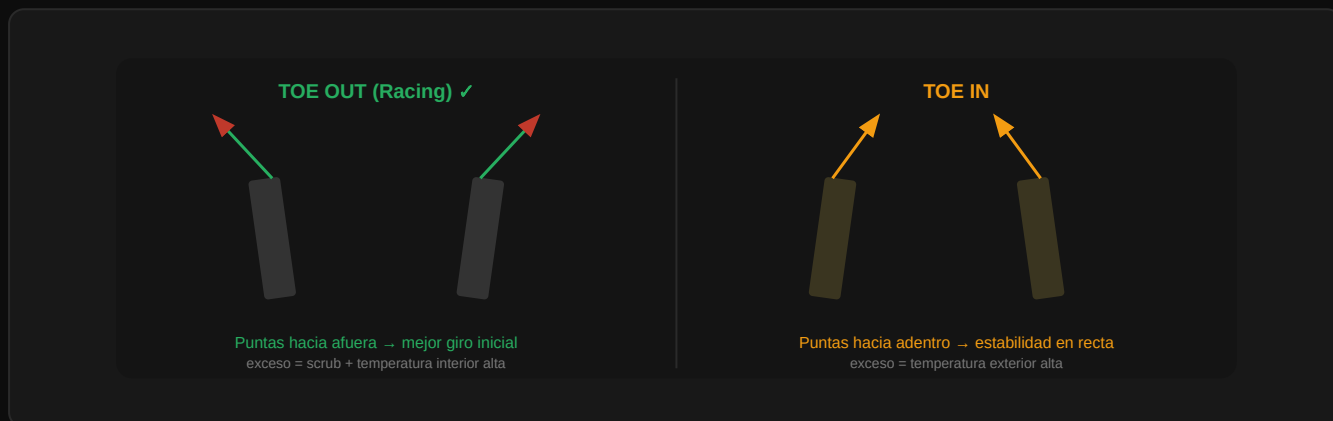 TOE OUT (Racing) ✓
Puntas hacia afuera → mejor giro inicial
exceso = scrub + temperatura interior alta
TOE IN
Puntas hacia adentro → estabilidad en recta
exceso = temperatura exterior alta